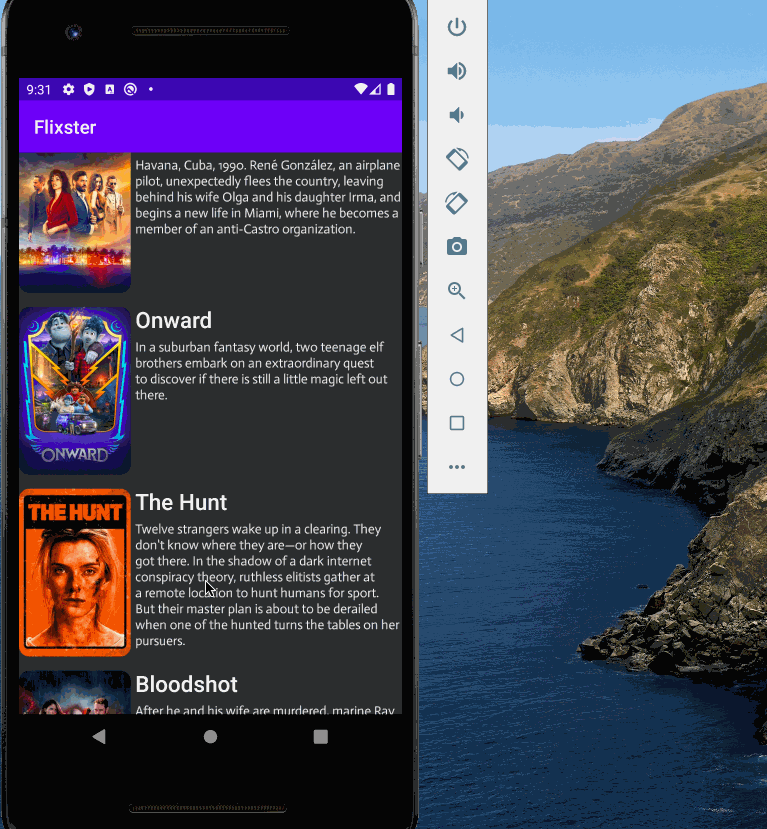 9:31
Flixster
Havana, Cuba, 1990. René González, an airplane
pilot, unexpectedly flees the country, leaving
behind his wife Olga and his daughter Irma, and
begins a new life in Miami, where he becomes a
member of an anti-Castro organization.
Onward
In a suburban fantasy world, two teenage elf
brothers embark on an extraordinary quest
to discover if there is still a little magic left out
there.
ONWARD
The Hunt
THE HUNT
Twelve strangers wake up in a clearing. They
don't know where they are—or how they
got there. In the shadow of a dark internet
conspiracy theory, ruthless elitists gather at
a remote location to hunt humans for sport.
But their master plan is about to be derailed
when one of the hunted turns the tables on her
pursuers.
Bloodshot
After he and his wife are murdered, marine Ray